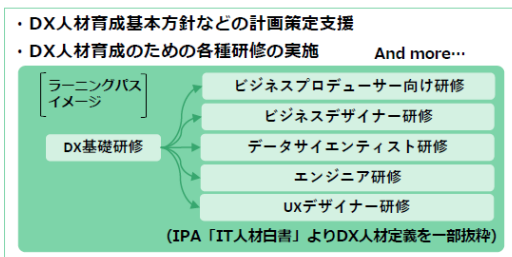 ・DX人材育成基本方針などの計画策定支援
・DX人材育成のための各種研修の実施
And more…
ラーニングパス
イメージ
ビジネスプロデューサー向け研修
ビジネスデザイナー研修
DX基礎研修
データサイエンティスト研修
エンジニア研修
UXデザイナー研修
(IPA「IT人材白書」よりDX人材定義を一部抜粋)